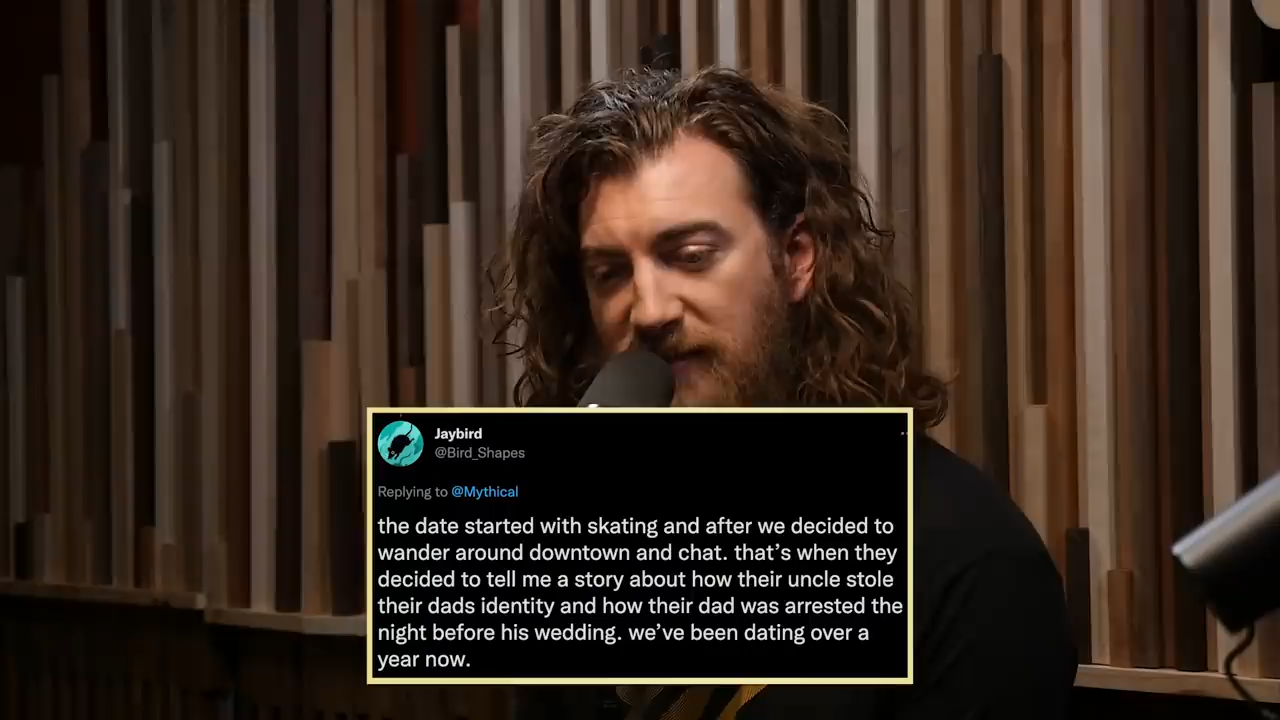 Jaybird
@Bird_Shapes
Replying to @Mythical
the date started with skating and after we decided to
wander around downtown and chat. that’s when they
decided to tell me a story about how their uncle stole
their dads identity and how their dad was arrested the
night before his wedding. we’ve been dating over a
year now.